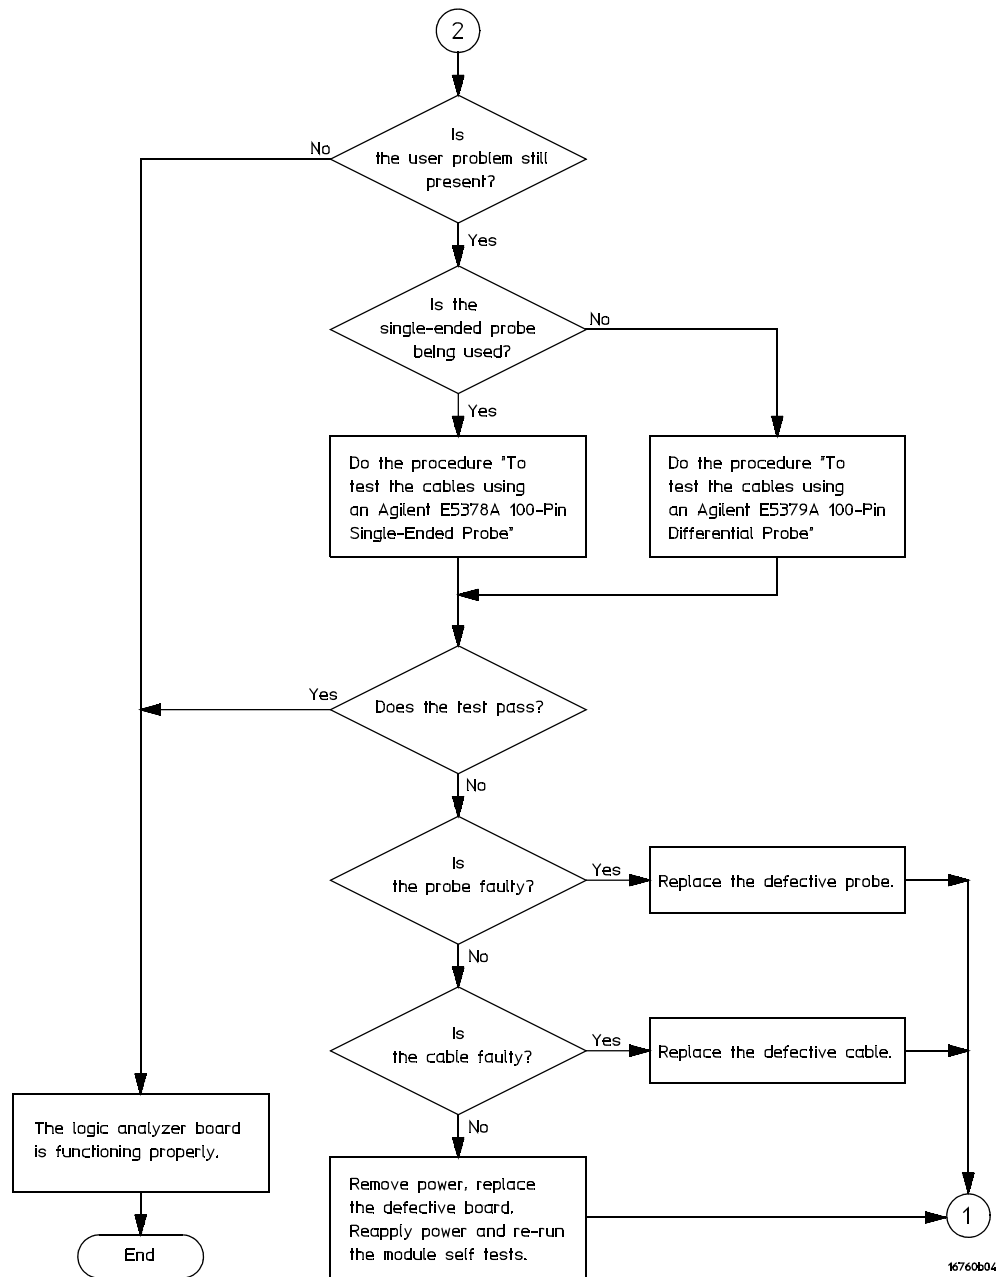 2
Is
the user problem still
present?
No
Yes
Is the
single-ended probe
being used?
No
Yes
Do the procedure "To
test the cables using
an Agilent E5378A 100-Pin
Single-Ended Probe"
Do the procedure "To
test the cables using
an Agilent E5379A 100-Pin
Differential Probe"
Does the test pass?
Yes
No
Is
the probe faulty?
Yes
Replace the defective probe.
No
Is
the cable faulty?
Yes
Replace the defective cable.
No
The logic analyzer board
is functioning properly.
Remove power, replace
the defective board.
Reapply power and re-run
the module self tests.
1
End
16760b04